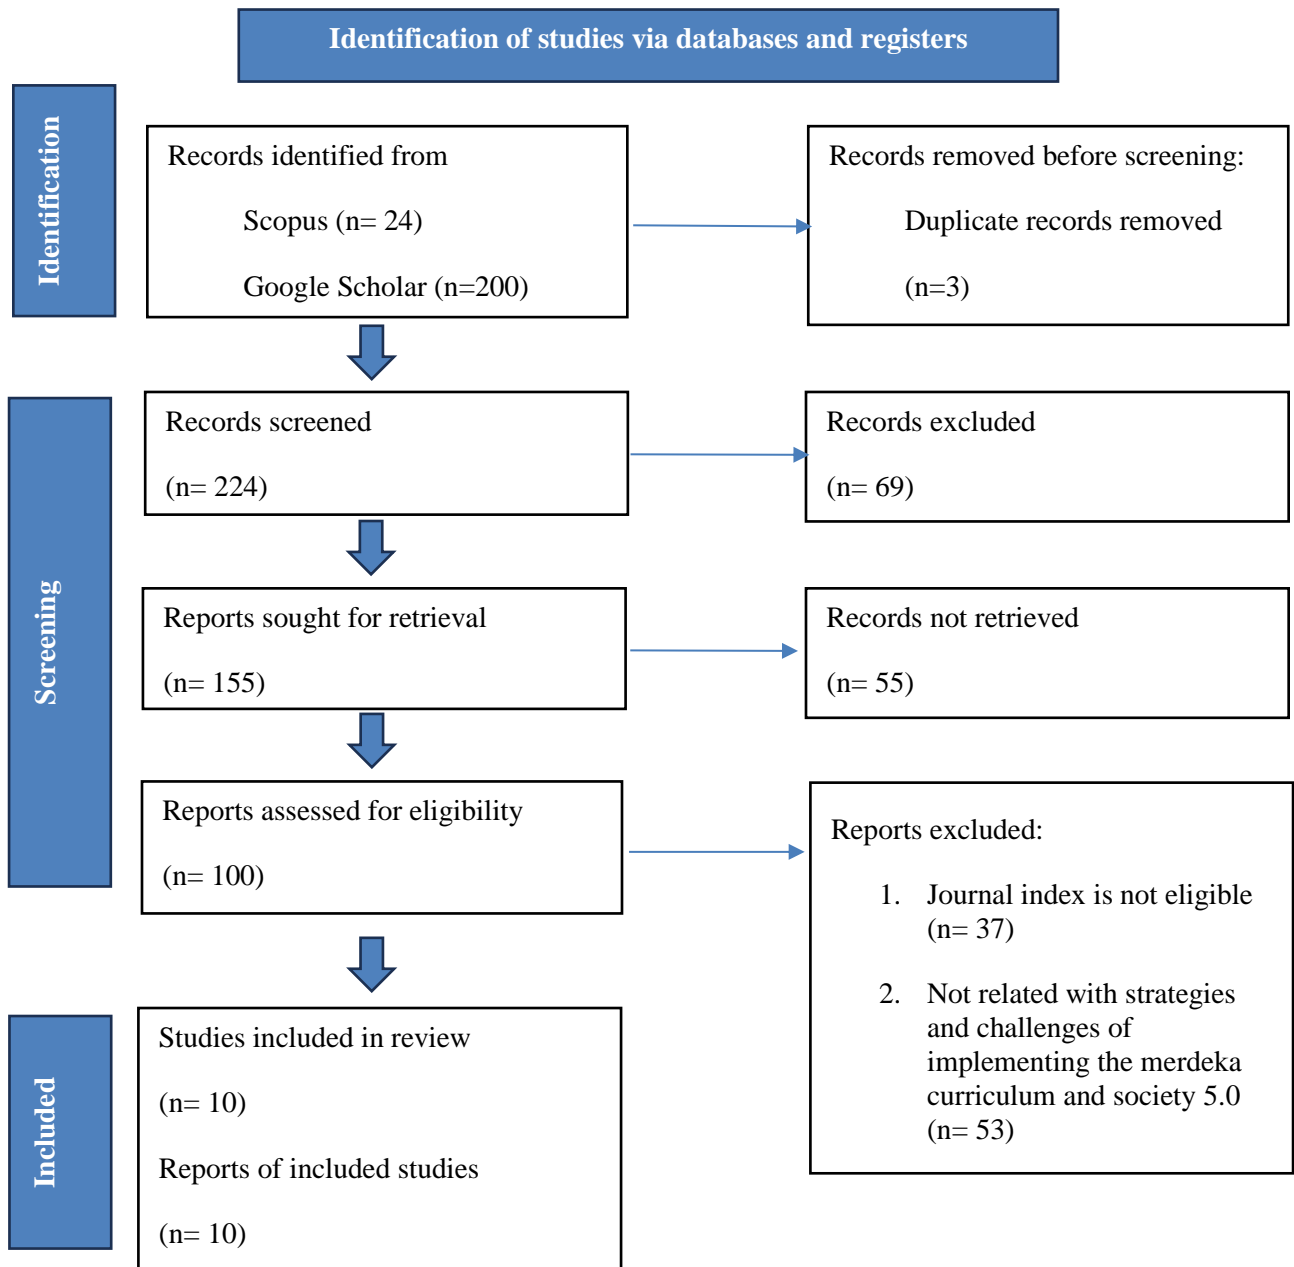 Identification of studies via databases and registers
Identification
Records identified from
Scopus (n= 24)
Google Scholar (n=200)
Records removed before screening:
Duplicate records removed
(n=3)
Screening
Records screened
(n= 224)
Records excluded
(n= 69)
Reports sought for retrieval
(n= 155)
Records not retrieved
(n= 55)
Reports assessed for eligibility
(n= 100)
Reports excluded:
1. Journal index is not eligible
(n= 37)
2. Not related with strategies
and challenges of
implementing the merdeka
curriculum and society 5.0
(n= 53)
Included
Studies included in review
(n= 10)
Reports of included studies
(n= 10)